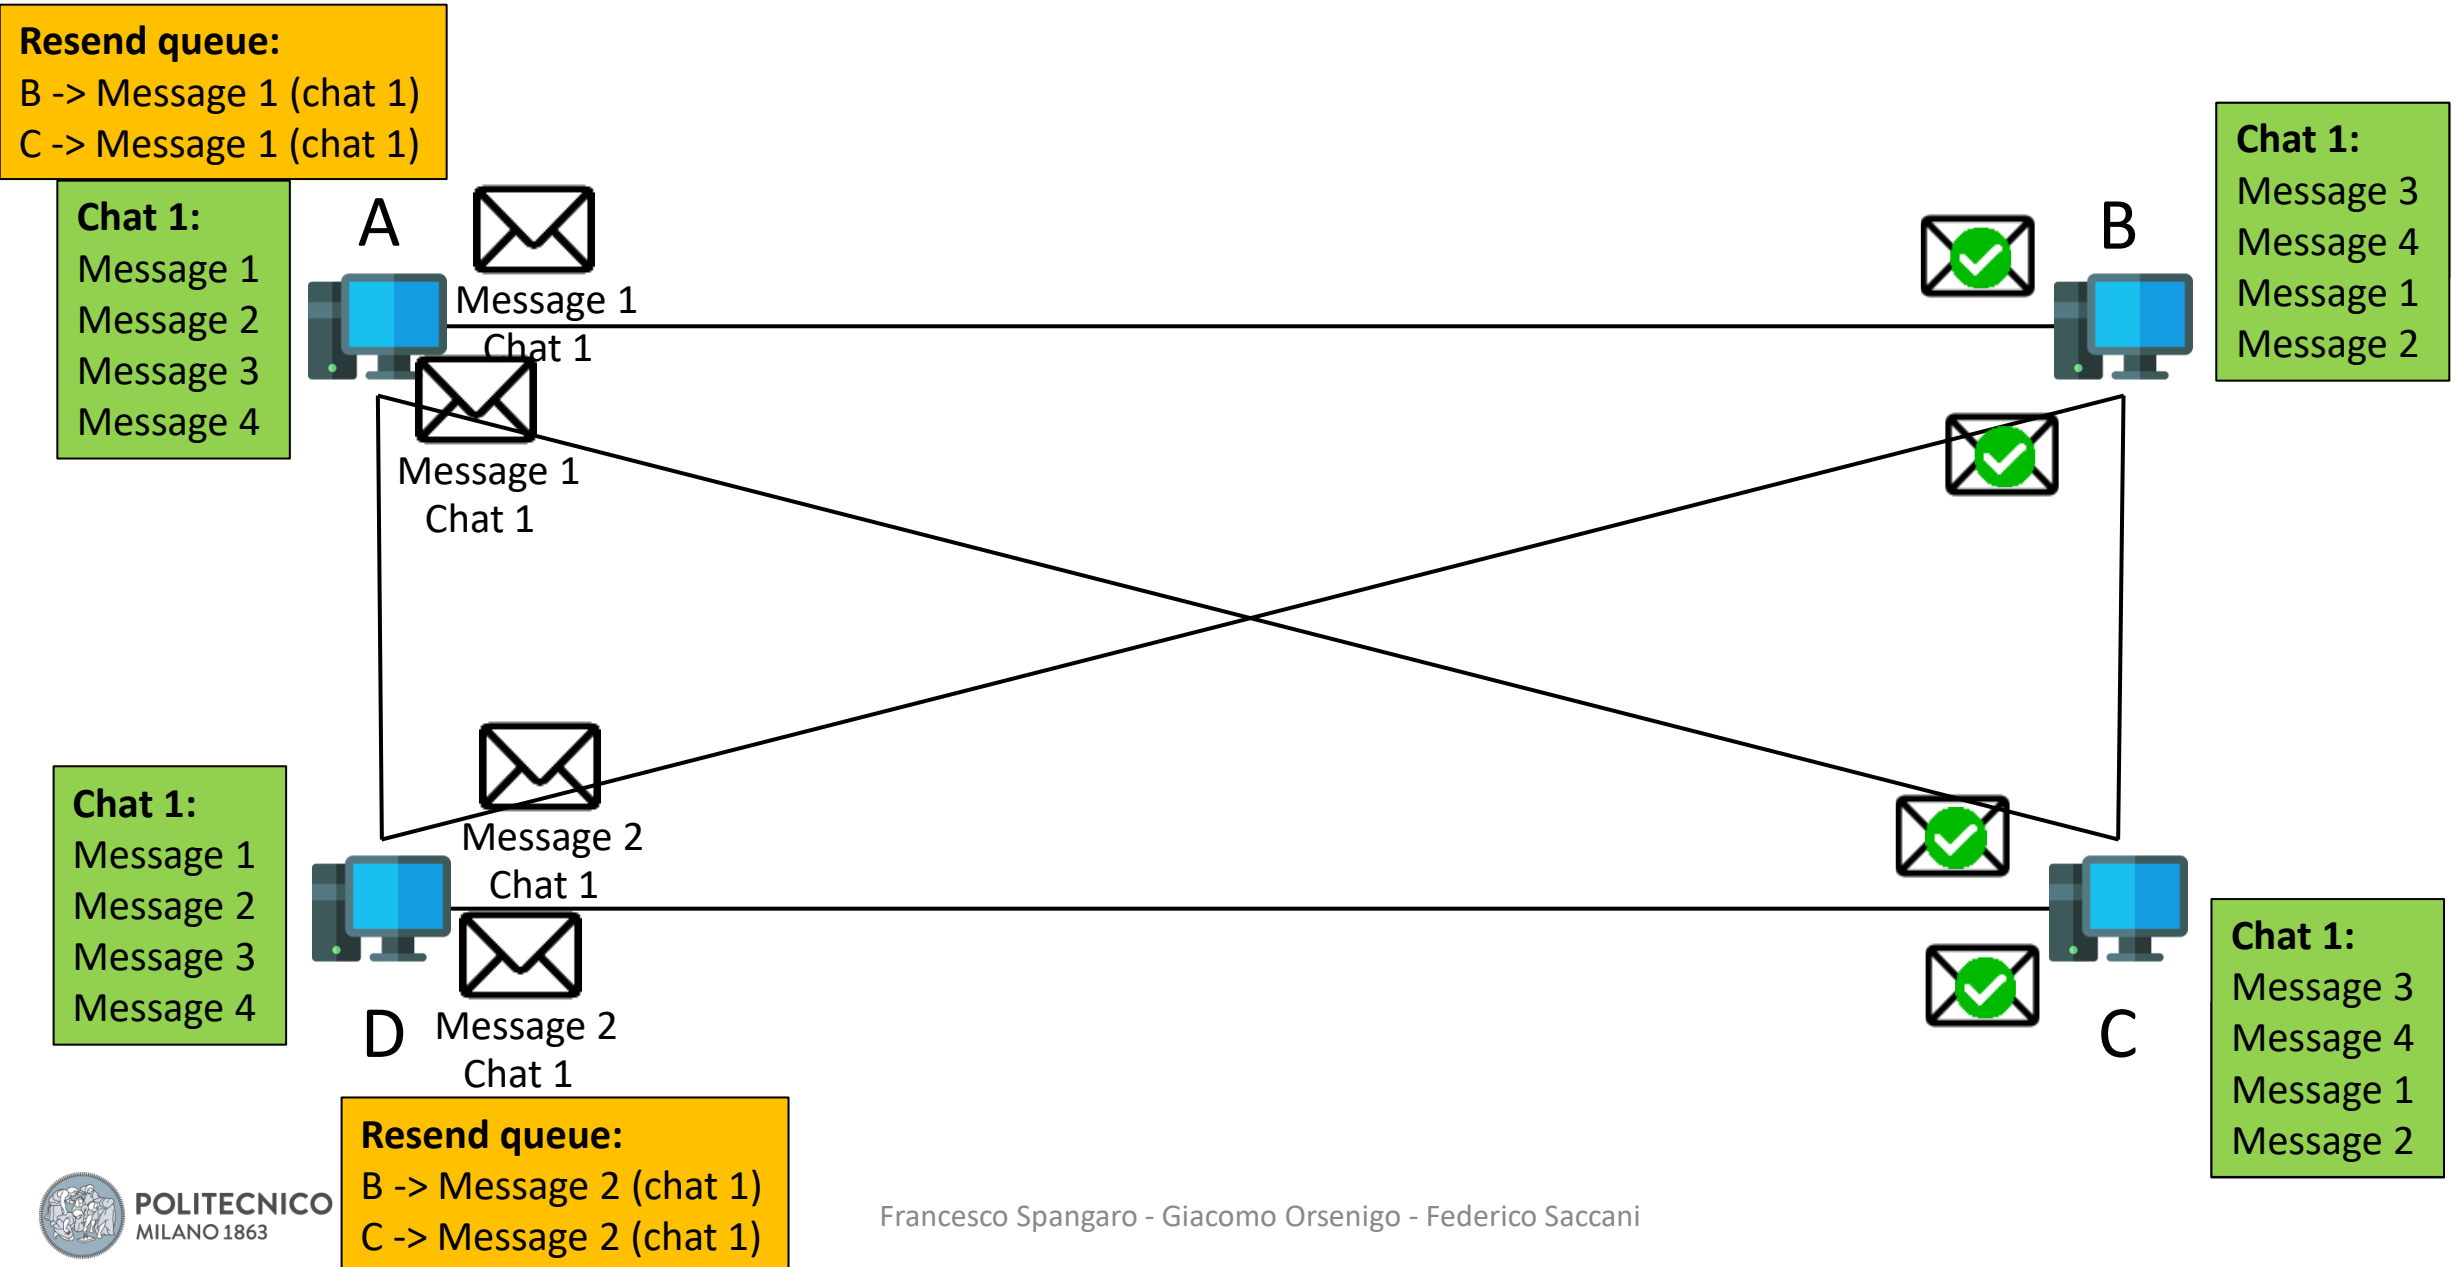 Resend queue:
B -> Message 1 (chat 1)
C -> Message 1 (chat 1)
Chat 1:
Message 1
Message 2
Message 3
Message 4
A
Message 1
Chat 1
Message 1
Chat 1
B
Chat 1:
Message 3
Message 4
Message 1
Message 2
Chat 1:
Message 1
Message 2
Message 3
Message 4
D
Message 2
Chat 1
Message 2
Chat 1
C
Chat 1:
Message 3
Message 4
Message 1
Message 2
Resend queue:
B -> Message 2 (chat 1)
C -> Message 2 (chat 1)
POLITECNICO
MILANO 1863
Francesco Spangaro - Giacomo Orsenigo - Federico Saccani